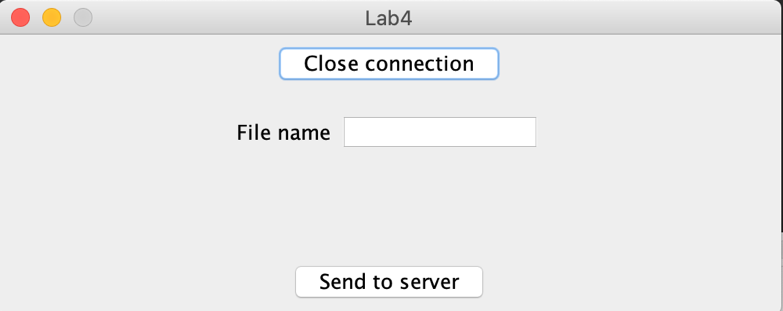 Lab4
Close connection
File name
Send to server